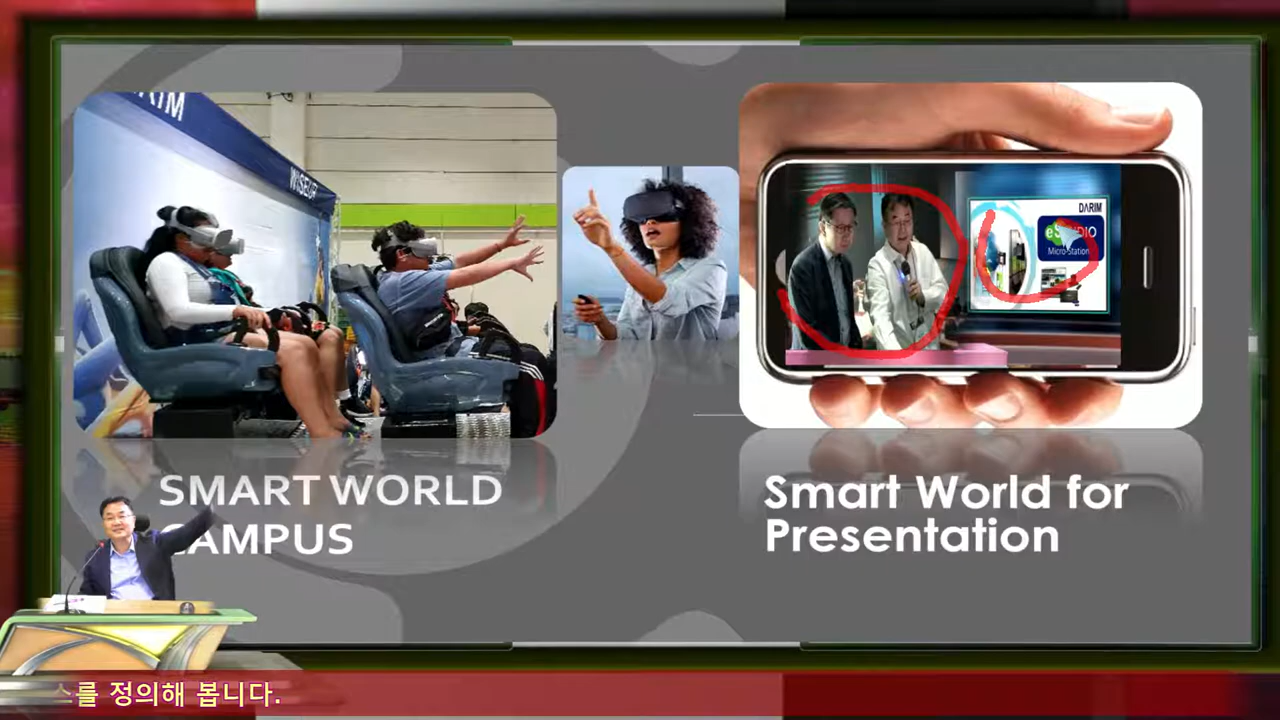 WISEUP
DARIM
eSTUDIO
Micro-Station
SMART WORLD
CAMPUS
Smart World for
Presentation
스를 정의해 봅니다.